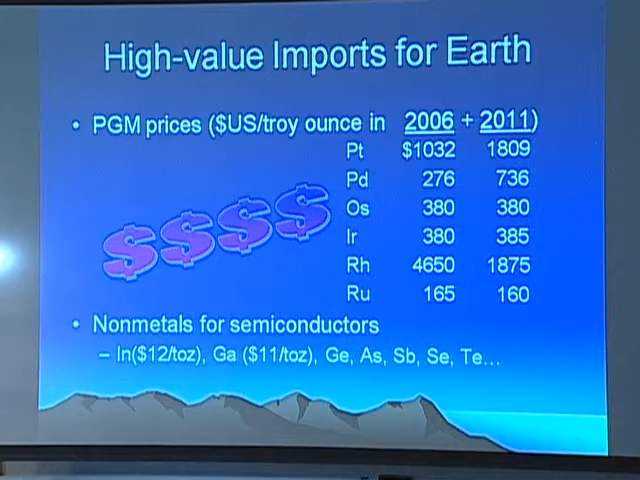 High-value Imports for Earth
• PGM prices ($US/troy ounce in 2006 + 2011)
Pt $1032 1809
Pd 276 736
Os 380 380
Ir 380 385
Rh 4650 1875
Ru 165 160
$ $ $ $
• Nonmetals for semiconductors
– In($12/toz), Ga ($11/toz), Ge, As, Sb, Se, Te...